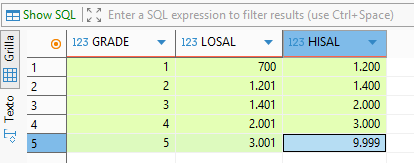 Show SQL Enter a SQL expression to filter results (use Ctrl+Space)
Grilla 123 GRADE 123 LOSAL 123 HISAL
1 1 700 1.200
2 2 1.201 1.400
3 3 1.401 2.000
4 4 2.001 3.000
5 5 3.001 9.999
Texto